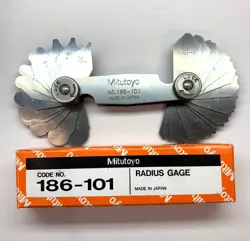 Mitutoyo
NO.186-101
MADE IN JAPAN
Mitutoyo
CODE NO.
186-101
RADIUS GAGE
MADE IN JAPAN